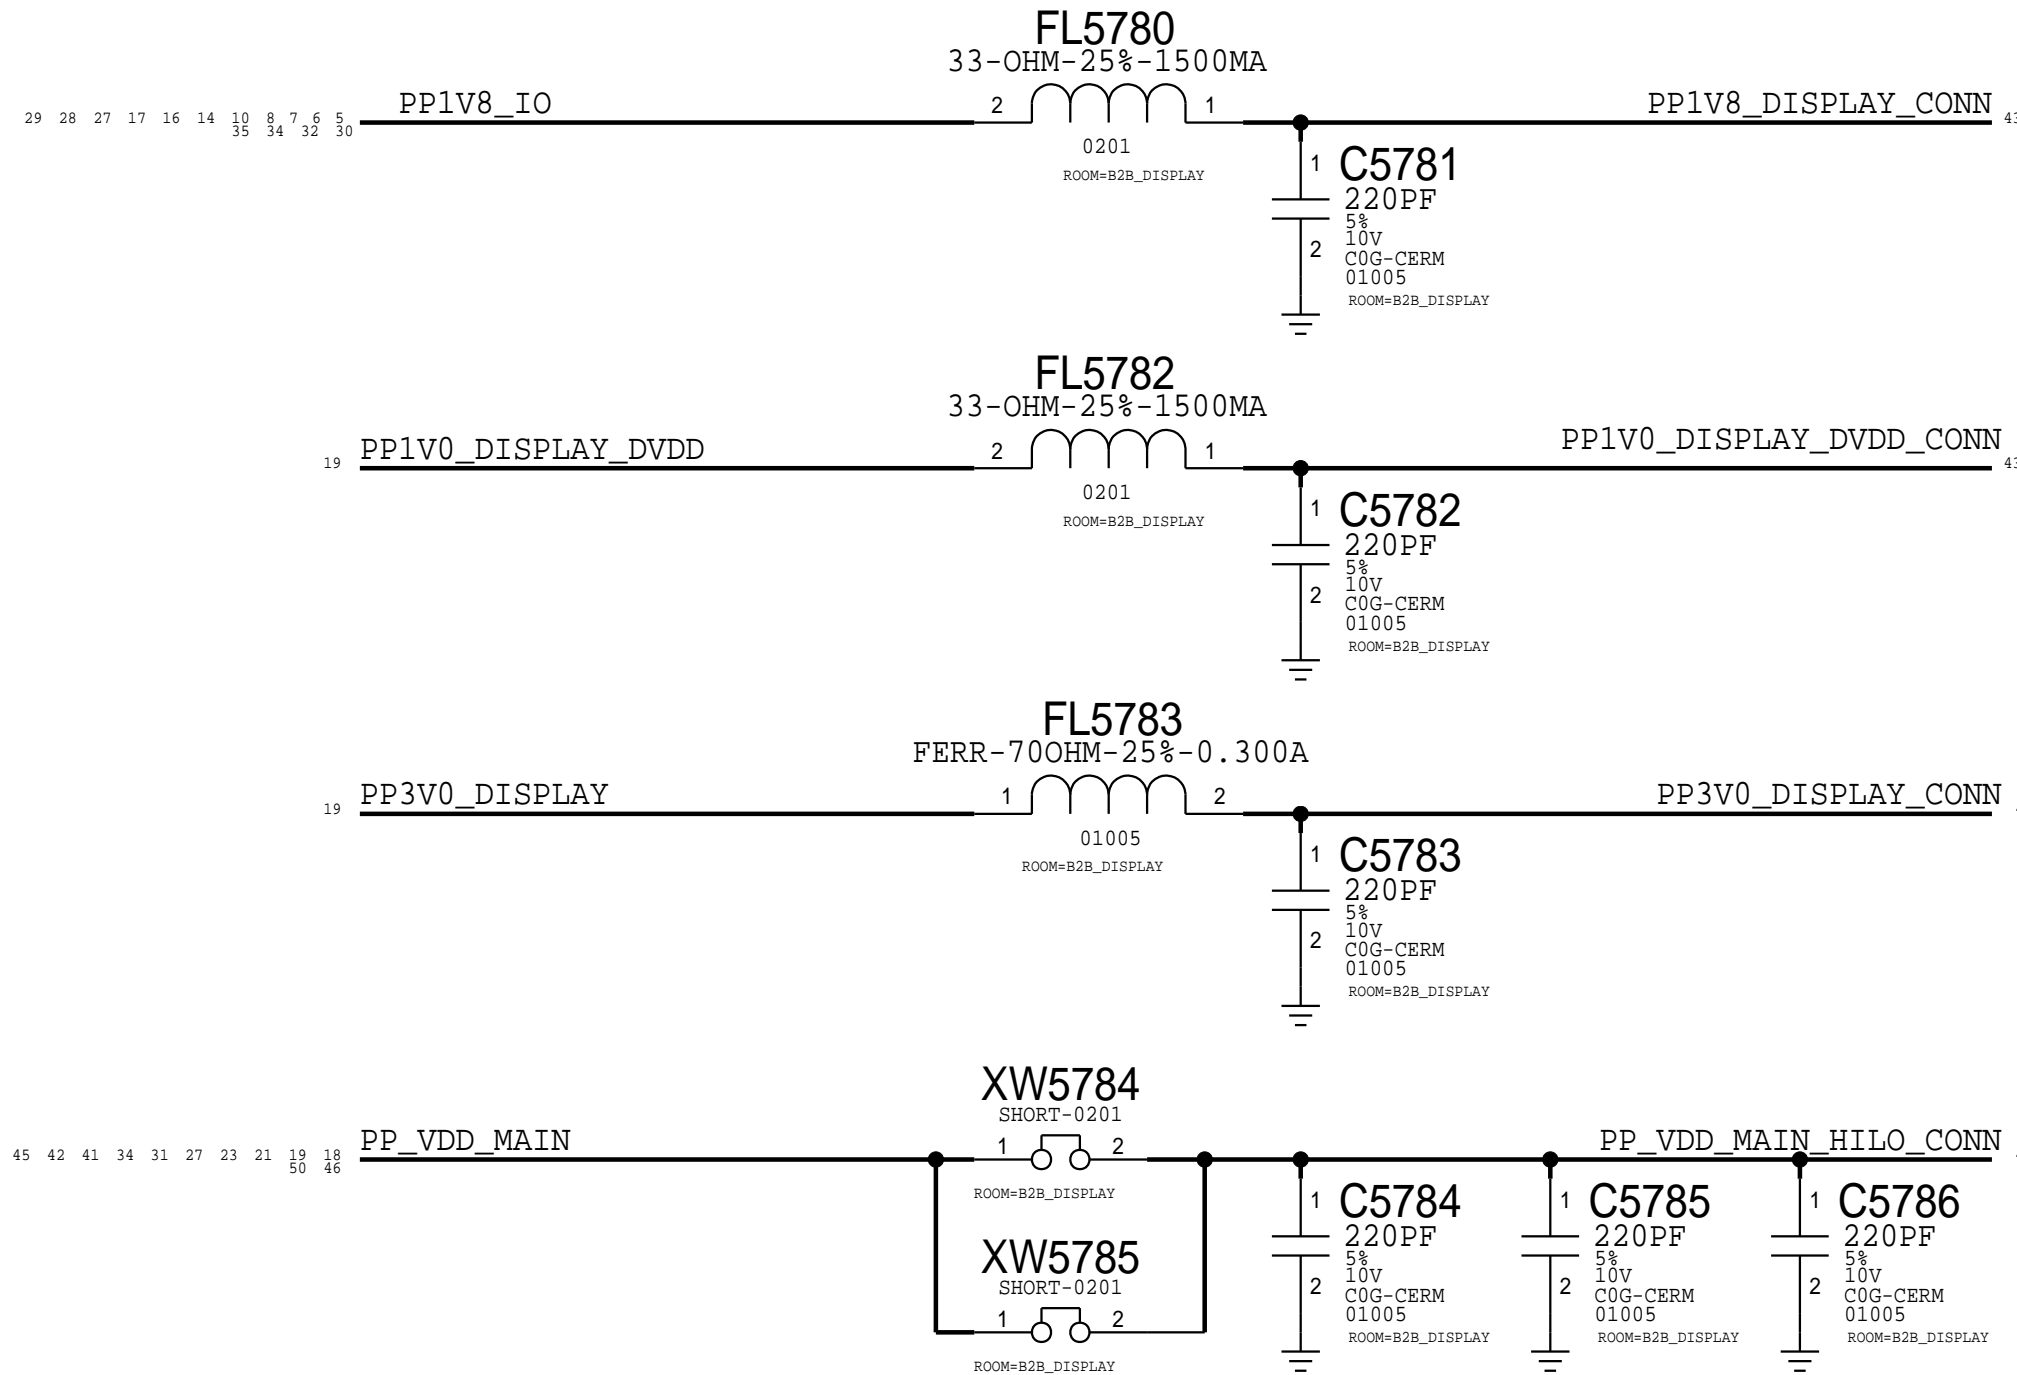 FL5780
33-OHM-25%-1500MA
29 28 27 17 16 14 10 8 7 6 5
35 34 32 30
PP1V8_IO
2 1
PP1V8_DISPLAY_CONN
43
0201
ROOM=B2B_DISPLAY
1
C5781
220PF
5%
10V
2
C0G-CERM
01005
ROOM=B2B_DISPLAY
FL5782
33-OHM-25%-1500MA
19
PP1V0_DISPLAY_DVDD
2 1
PP1V0_DISPLAY_DVDD_CONN
43
0201
ROOM=B2B_DISPLAY
1
C5782
220PF
5%
10V
2
C0G-CERM
01005
ROOM=B2B_DISPLAY
FL5783
FERR-70OHM-25%-0.300A
19
PP3V0_DISPLAY
1 2
PP3V0_DISPLAY_CONN
01005
ROOM=B2B_DISPLAY
1
C5783
220PF
5%
10V
2
C0G-CERM
01005
ROOM=B2B_DISPLAY
XW5784
SHORT-0201
45 42 41 34 31 27 23 21 19 18
50 46
PP_VDD_MAIN
1 2
PP_VDD_MAIN_HILO_CONN
ROOM=B2B_DISPLAY
XW5785
SHORT-0201
1 2
ROOM=B2B_DISPLAY
1
C5784
220PF
5%
10V
2
C0G-CERM
01005
ROOM=B2B_DISPLAY
1
C5785
220PF
5%
10V
2
C0G-CERM
01005
ROOM=B2B_DISPLAY
1
C5786
220PF
5%
10V
2
C0G-CERM
01005
ROOM=B2B_DISPLAY